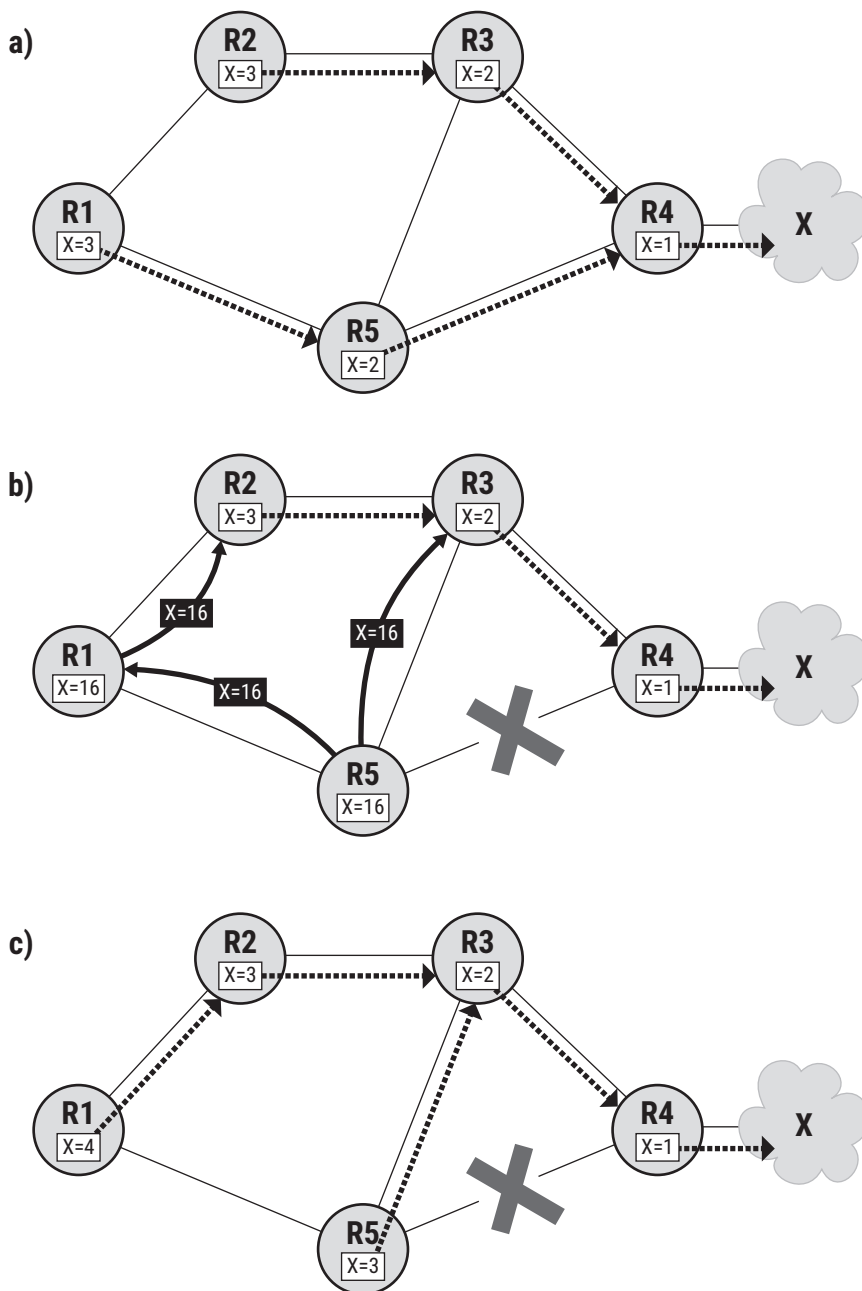 a)
R2
X=3
R3
X=2
R1
X=3
R4
X=1
X
R5
X=2
b)
R2
X=3
R3
X=2
X=16
X=16
R1
X=16
X=16
R4
X=1
X
R5
X=16
c)
R2
X=3
R3
X=2
R1
X=4
R4
X=1
X
R5
X=3